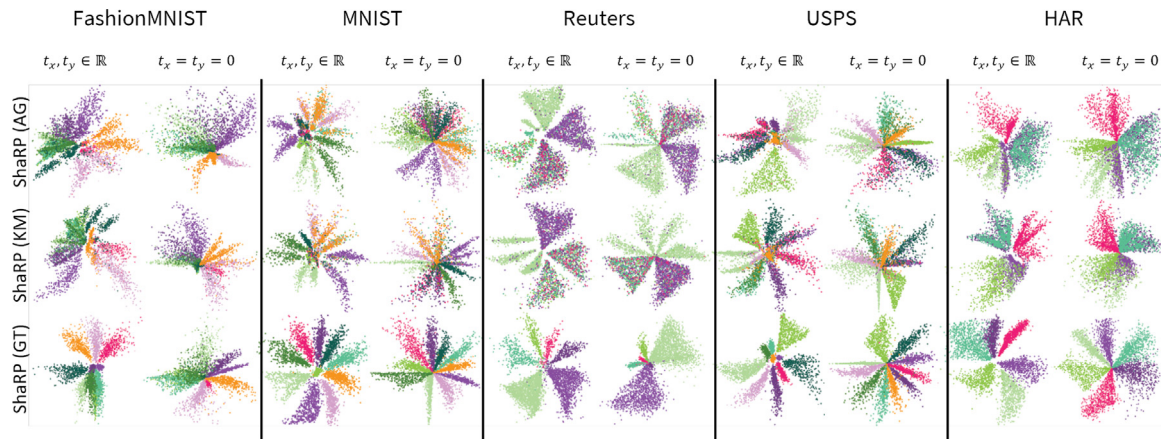 FashionMNIST MNIST Reuters USPS HAR
t_x, t_y ∈ ℝ t_x = t_y = 0 t_x, t_y ∈ ℝ t_x = t_y = 0 t_x, t_y ∈ ℝ t_x = t_y = 0 t_x, t_y ∈ ℝ t_x = t_y = 0 t_x, t_y ∈ ℝ t_x = t_y = 0
ShaRP (AG)
ShaRP (KM)
ShaRP (GT)